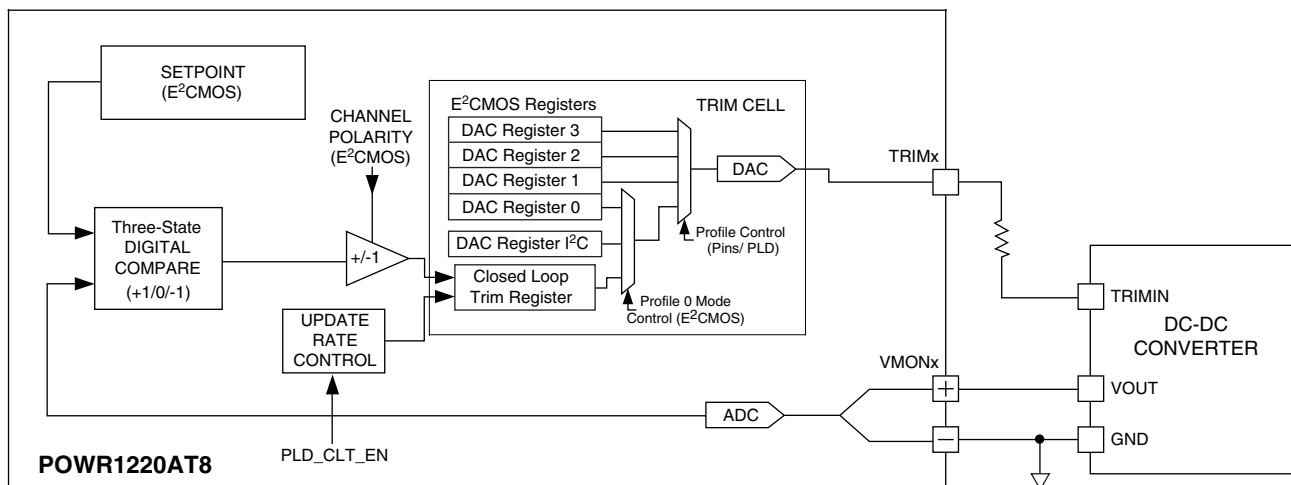 SETPOINT
(E²CMOS)
CHANNEL
POLARITY
(E²CMOS)
E²CMOS Registers
TRIM CELL
DAC Register 3
DAC Register 2
DAC Register 1
DAC Register 0
DAC Register I²C
Closed Loop
Trim Register
DAC
Profile Control
(Pins/ PLD)
Profile 0 Mode
Control (E²CMOS)
TRIMx
Three-State
DIGITAL
COMPARE
(+1/0/-1)
+/-1
UPDATE
RATE
CONTROL
PLD_CLT_EN
ADC
VMONx
+
−
TRIMIN
DC-DC
CONVERTER
VOUT
GND
POWR1220AT8